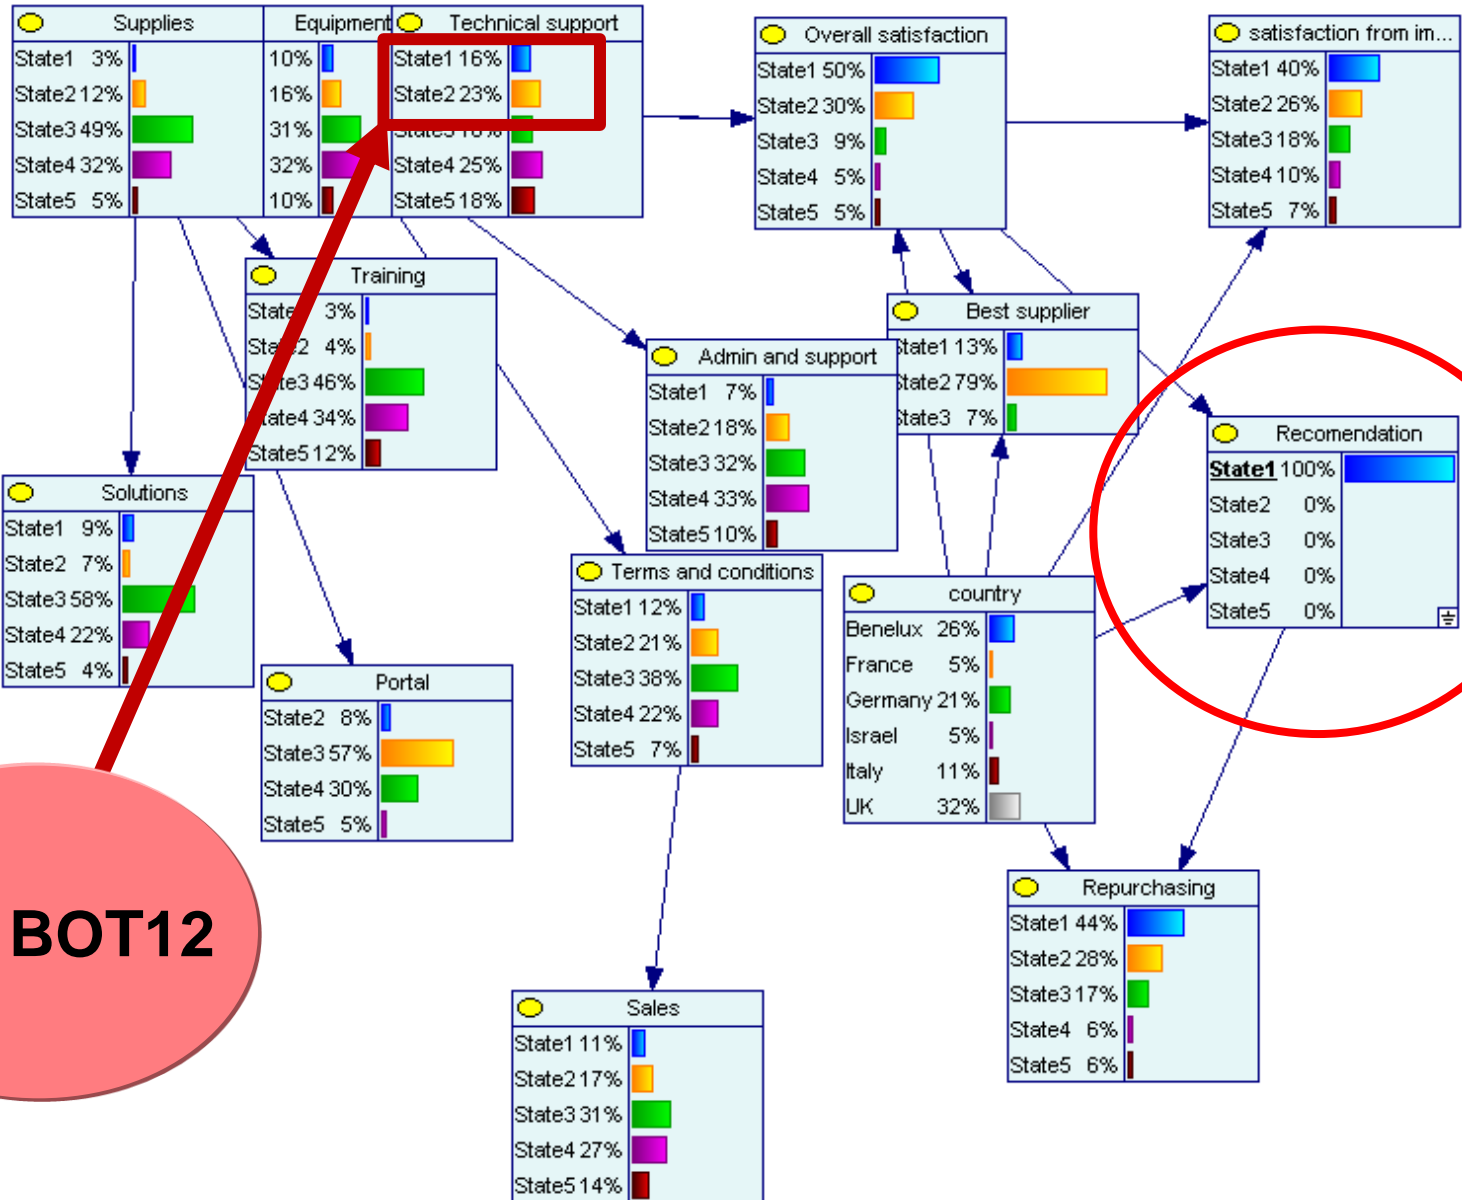 Supplies
State1 3%
State2 12%
State3 49%
State4 32%
State5 5%
Equipment
10%
16%
31%
32%
10%
Technical support
State1 16%
State2 23%
State4 25%
State5 18%
Overall satisfaction
State1 50%
State2 30%
State3 9%
State4 5%
State5 5%
satisfaction from im...
State1 40%
State2 26%
State3 18%
State4 10%
State5 7%
Training
3%
4%
State3 46%
State4 34%
State5 12%
Best supplier
State1 13%
State2 79%
State3 7%
Admin and support
State1 7%
State2 18%
State3 32%
State4 33%
State5 10%
Recomendation
State1 100%
State2 0%
State3 0%
State4 0%
State5 0%
Solutions
State1 9%
State2 7%
State3 58%
State4 22%
State5 4%
Terms and conditions
State1 12%
State2 21%
State3 38%
State4 22%
State5 7%
country
Benelux 26%
France 5%
Germany 21%
Israel 5%
Italy 11%
UK 32%
Portal
State2 8%
State3 57%
State4 30%
State5 5%
BOT12
Repurchasing
State1 44%
State2 28%
State3 17%
State4 6%
State5 6%
Sales
State1 11%
State2 17%
State3 31%
State4 27%
State5 14%